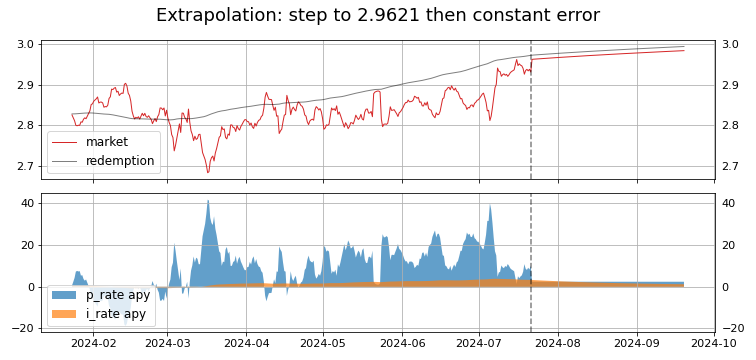 Extrapolation: step to 2.9621 then constant error
3.0 3.0
2.9 2.9
2.8 2.8
2.7 2.7
market
redemption
40 40
20 20
0 0
−20 −20
p_rate apy
i_rate apy
2024-02 2024-03 2024-04 2024-05 2024-06 2024-07 2024-08 2024-09 2024-10